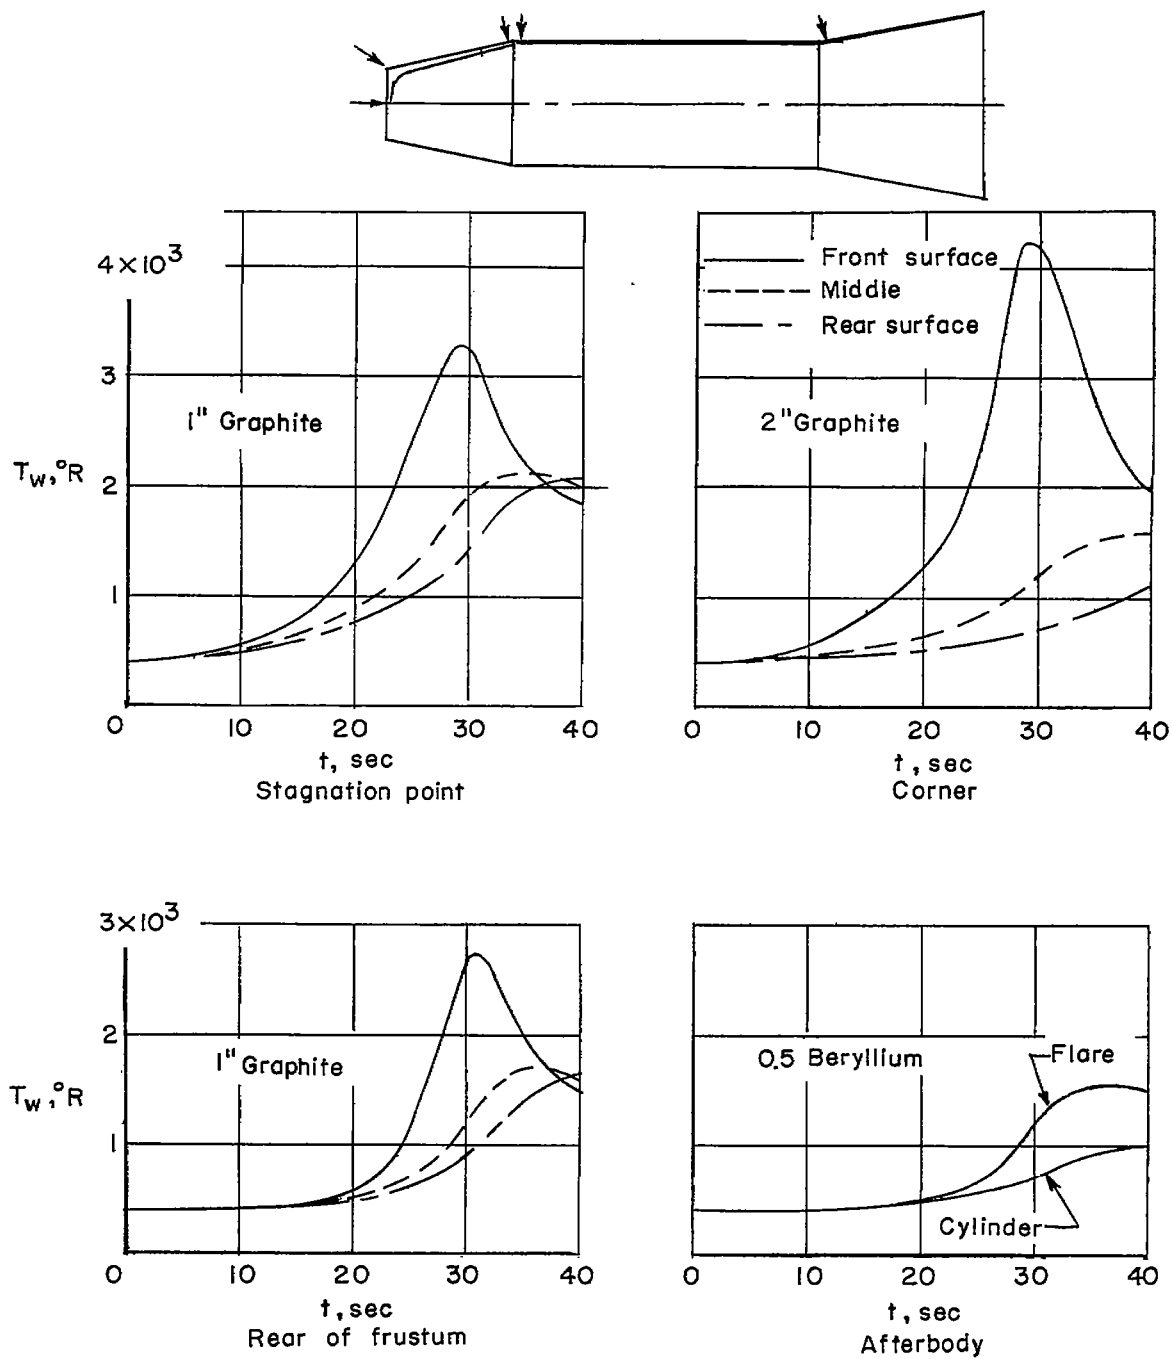 4×10³
3
2
1
0
10
20
30
40
1" Graphite
T_W, °R
t, sec
Stagnation point
Front surface
Middle
Rear surface
2" Graphite
0
10
20
30
40
t, sec
Corner
3×10³
2
1
0
10
20
30
40
1" Graphite
T_W, °R
t, sec
Rear of frustum
0.5 Beryllium
Flare
Cylinder
0
10
20
30
40
t, sec
Afterbody